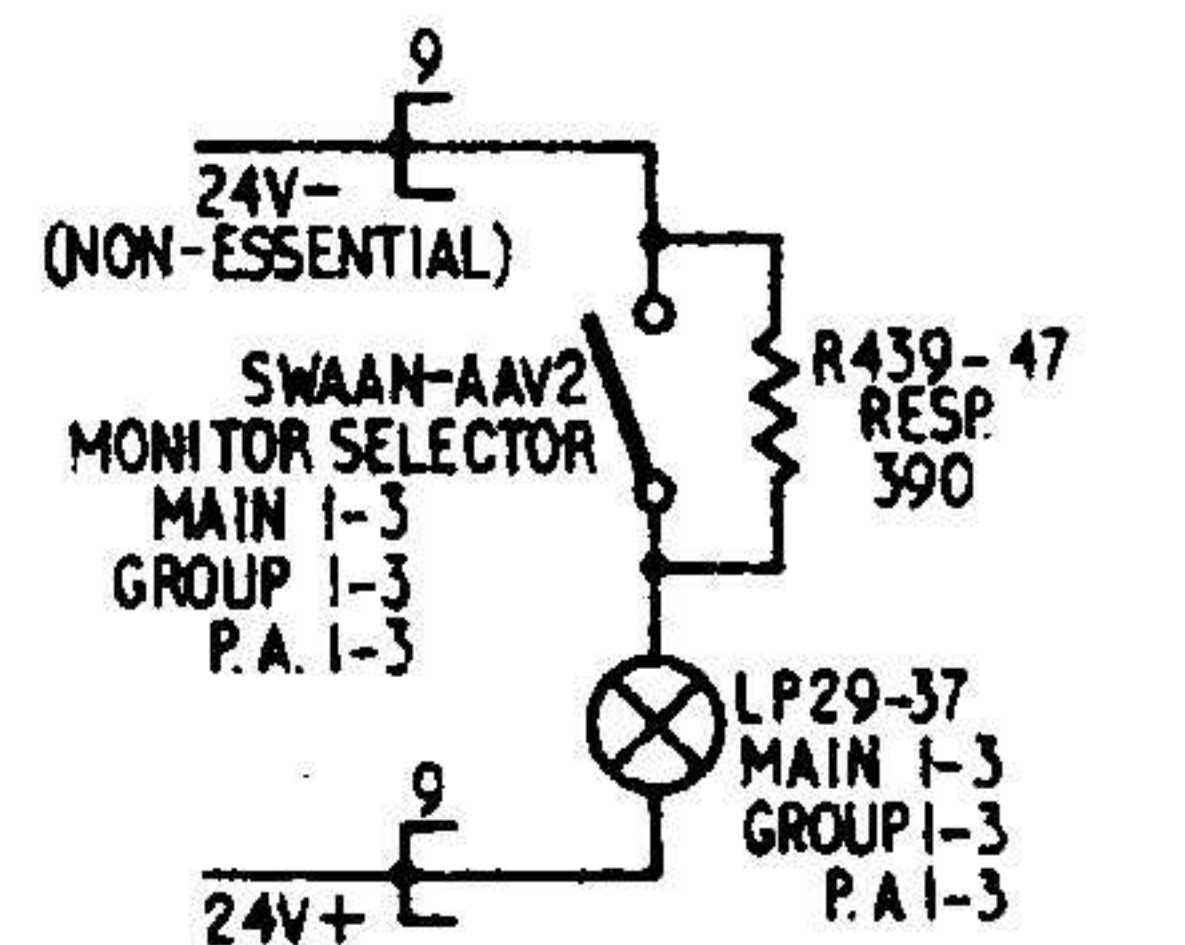 9
24V-
(NON-ESSENTIAL)
SWAAN-AAV2
MONITOR SELECTOR
MAIN 1-3
GROUP 1-3
P.A. 1-3
R439-47
RESP.
390
LP29-37
MAIN 1-3
GROUP 1-3
P.A 1-3
9
24V+